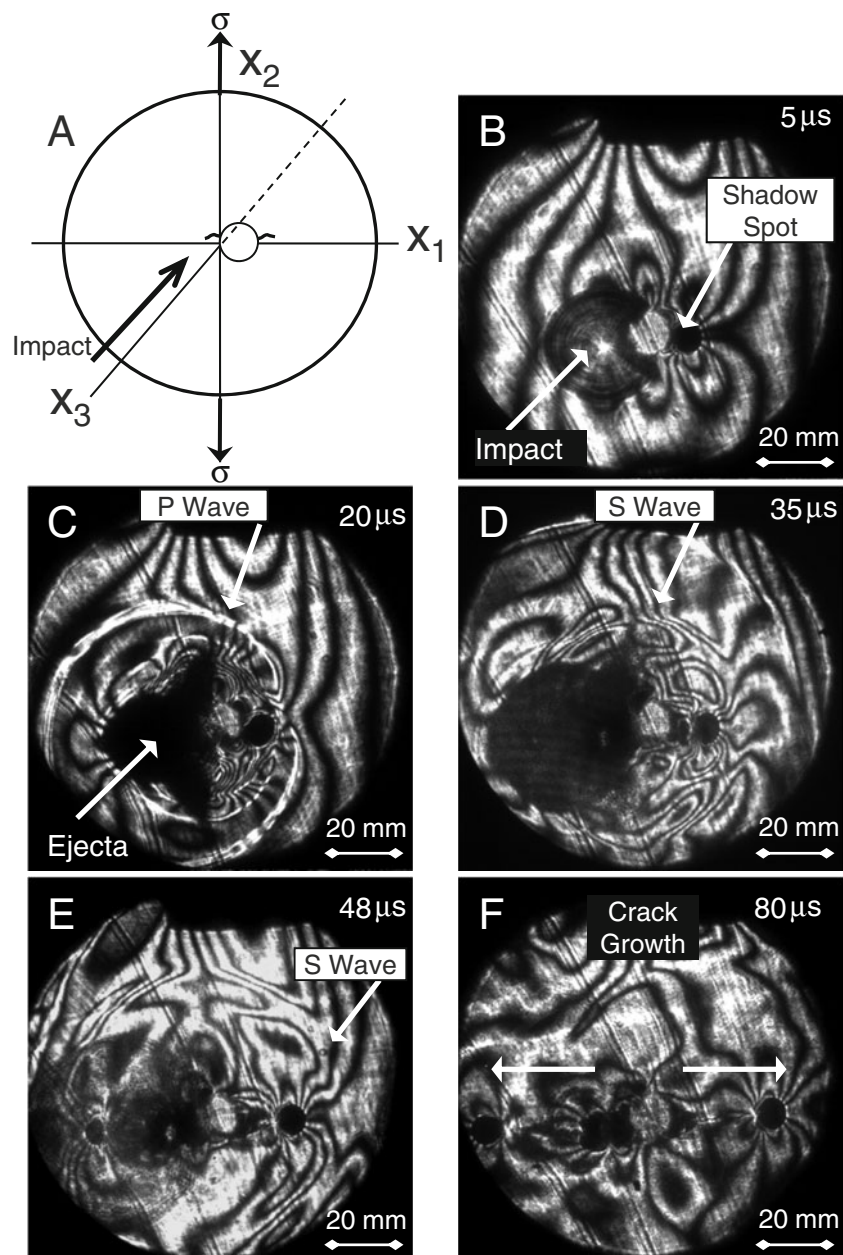 σ
X2
A
X1
Impact
X3
σ
B
5 μs
Shadow
Spot
Impact
20 mm
C
P Wave
20 μs
Ejecta
20 mm
D
S Wave
35 μs
20 mm
E
48 μs
S Wave
20 mm
F
Crack
Growth
80 μs
20 mm